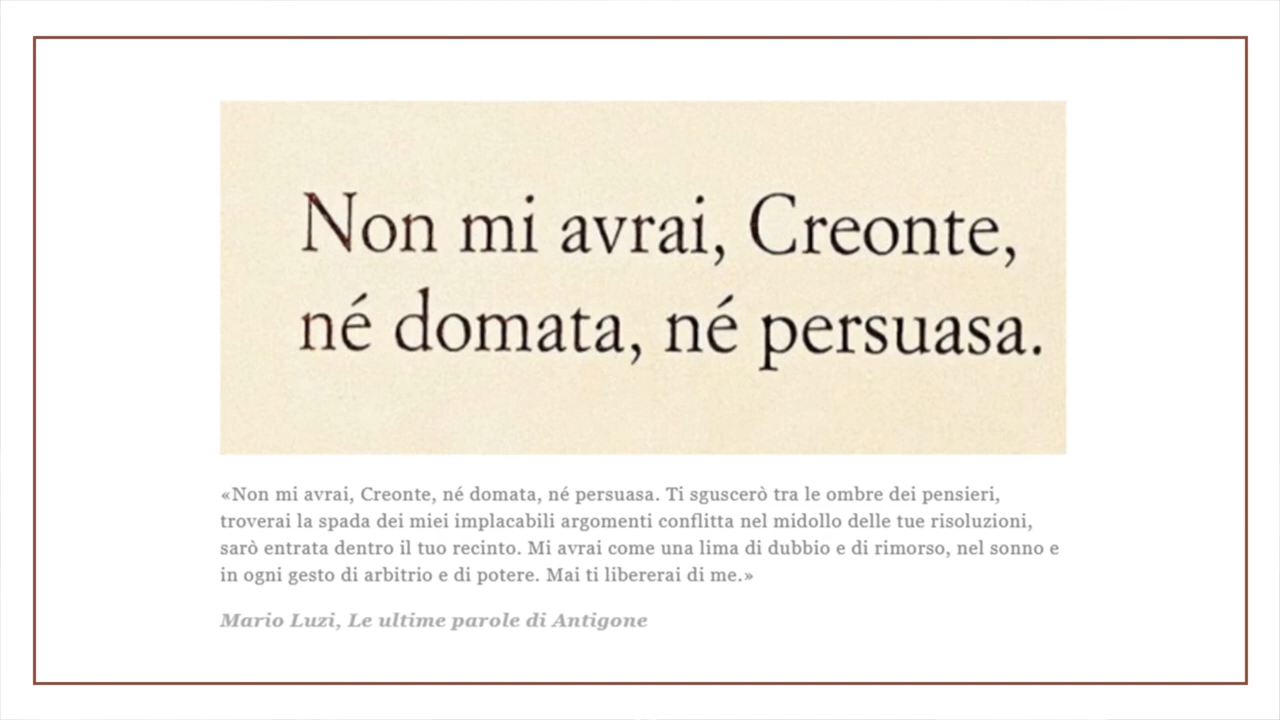 Non mi avrai, Creonte,
né domata, né persuasa.
«Non mi avrai, Creonte, né domata, né persuasa. Ti sguscerò tra le ombre dei pensieri,
troverai la spada dei miei implacabili argomenti conflitta nel midollo delle tue risoluzioni,
sarò entrata dentro il tuo recinto. Mi avrai come una lima di dubbio e di rimorso, nel sonno e
in ogni gesto di arbitrio e di potere. Mai ti libererai di me.»
Mario Luzi, Le ultime parole di Antigone